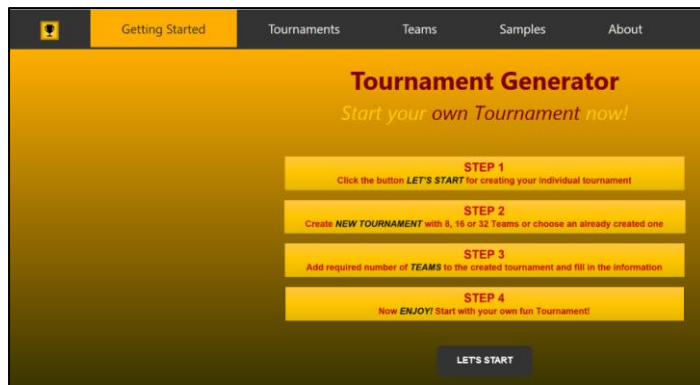 Getting Started Tournaments Teams Samples About
Tournament Generator
Start your own Tournament now!
STEP 1
Click the button LET'S START for creating your individual tournament
STEP 2
Create NEW TOURNAMENT with 8, 16 or 32 Teams or choose an already created one
STEP 3
Add required number of TEAMS to the created tournament and fill in the information
STEP 4
Now ENJOY! Start with your own fun Tournament!
LET'S START